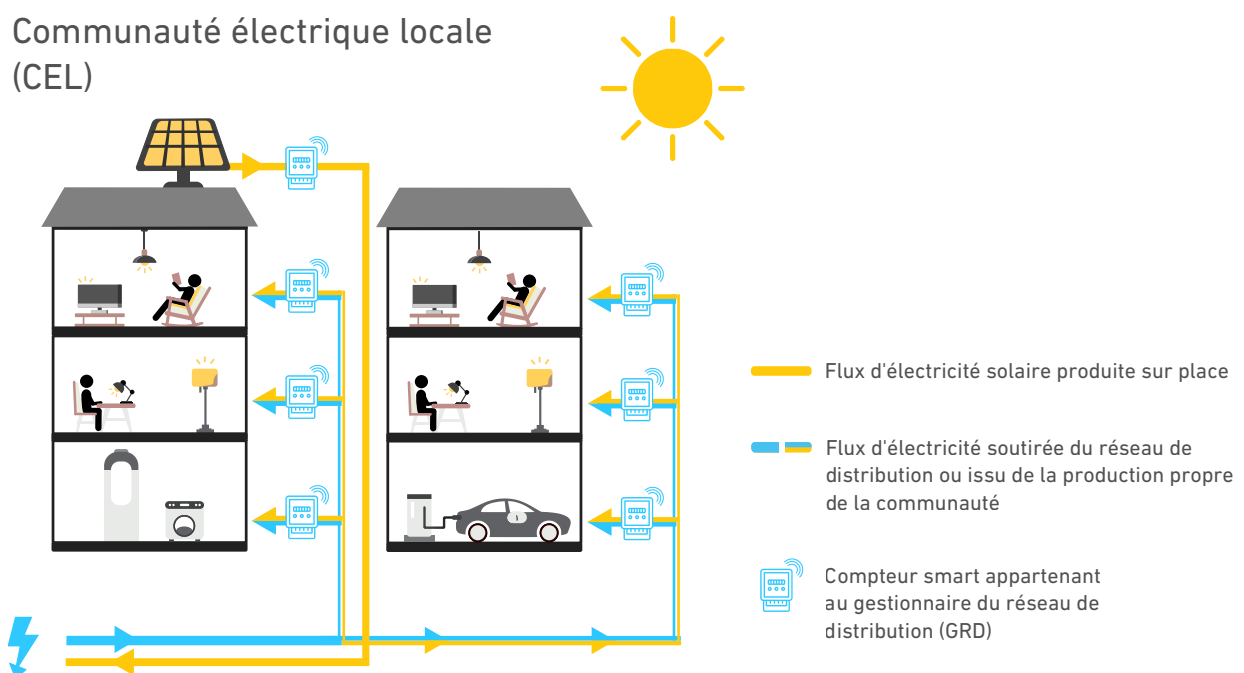 Communauté électrique locale
(CEL)
Flux d'électricité solaire produite sur place
Flux d'électricité soutirée du réseau de
distribution ou issu de la production propre
de la communauté
Compteur smart appartenant
au gestionnaire du réseau de
distribution (GRD)